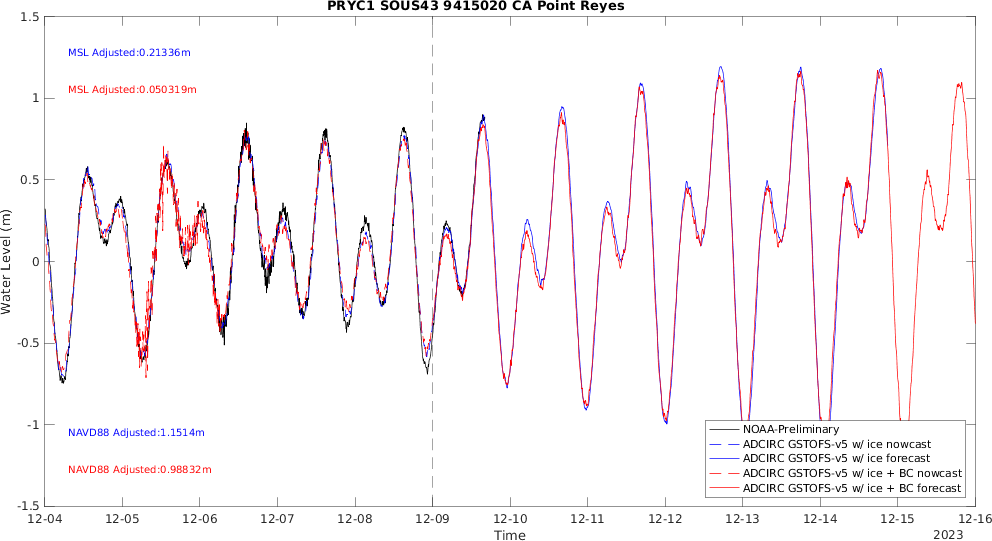 PRYC1 SOUS43 9415020 CA Point Reyes
1.5
MSL Adjusted:0.21336m
MSL Adjusted:0.050319m
1
0.5
Water Level (m)
0
-0.5
-1
NAVD88 Adjusted:1.1514m
NAVD88 Adjusted:0.98832m
NOAA-Preliminary
ADCIRC GSTOFS-v5 w/ ice nowcast
ADCIRC GSTOFS-v5 w/ ice forecast
ADCIRC GSTOFS-v5 w/ ice + BC nowcast
ADCIRC GSTOFS-v5 w/ ice + BC forecast
-1.5
12-04 12-05 12-06 12-07 12-08 12-09 12-10 12-11 12-12 12-13 12-14 12-15 12-16
Time
2023